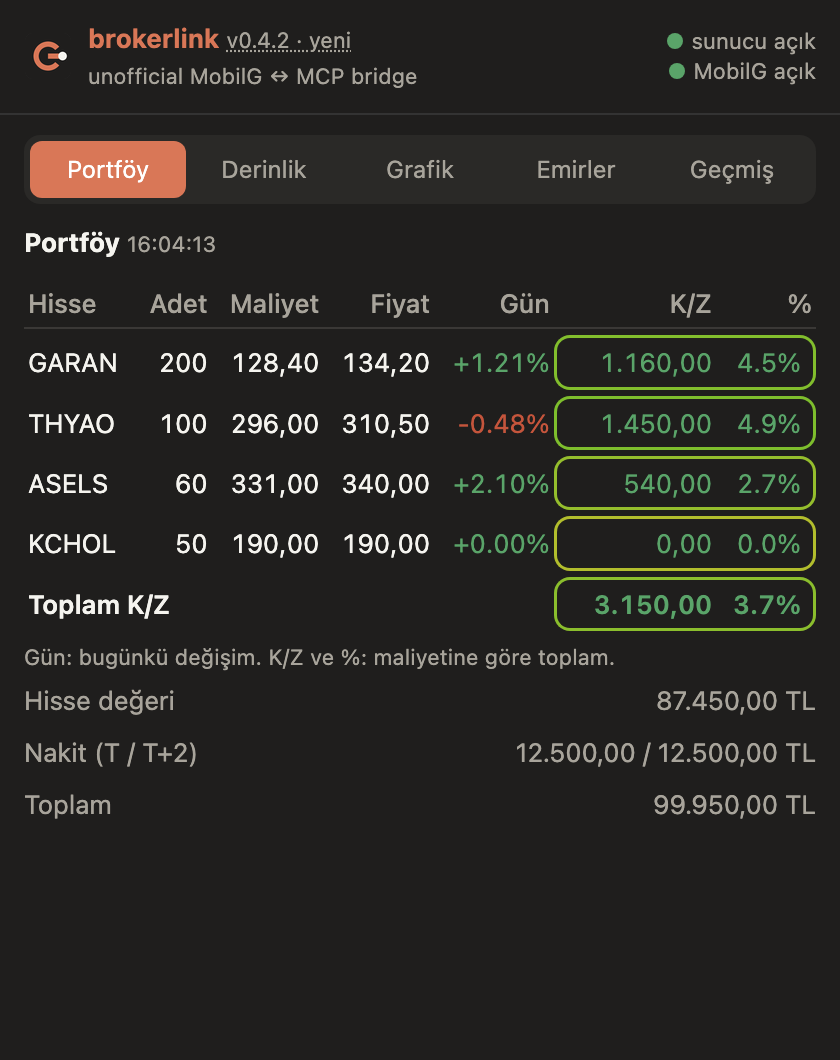 brokerlink v0.4.2 · yeni
unofficial MobilG ↔ MCP bridge
sunucu açık
MobilG açık
Portföy Derinlik Grafik Emirler Geçmiş
Portföy 16:04:13
Hisse Adet Maliyet Fiyat Gün K/Z %
GARAN 200 128,40 134,20 +1.21% 1.160,00 4.5%
THYAO 100 296,00 310,50 -0.48% 1.450,00 4.9%
ASELS 60 331,00 340,00 +2.10% 540,00 2.7%
KCHOL 50 190,00 190,00 +0.00% 0,00 0.0%
Toplam K/Z 3.150,00 3.7%
Gün: bugünkü değişim. K/Z ve %: maliyetine göre toplam.
Hisse değeri 87.450,00 TL
Nakit (T / T+2) 12.500,00 / 12.500,00 TL
Toplam 99.950,00 TL